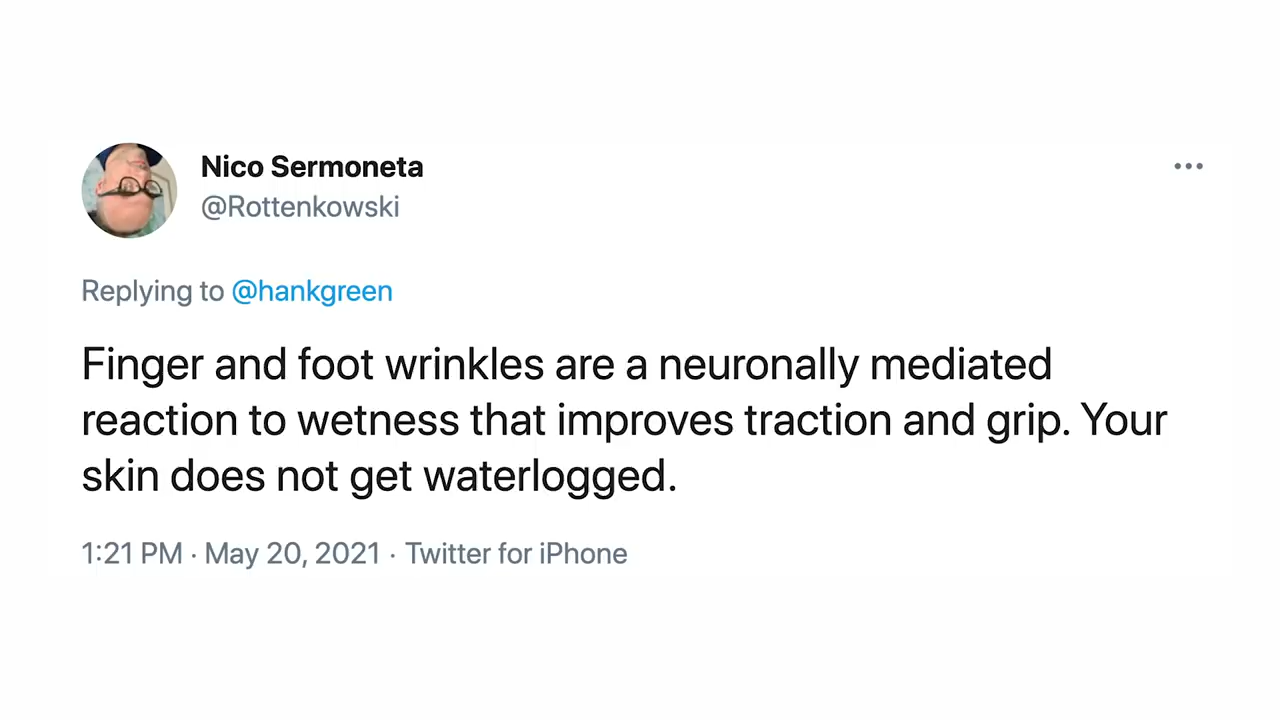 Nico Sermoneta
@Rottenkowski
Replying to @hankgreen
Finger and foot wrinkles are a neuronally mediated
reaction to wetness that improves traction and grip. Your
skin does not get waterlogged.
1:21 PM · May 20, 2021 · Twitter for iPhone